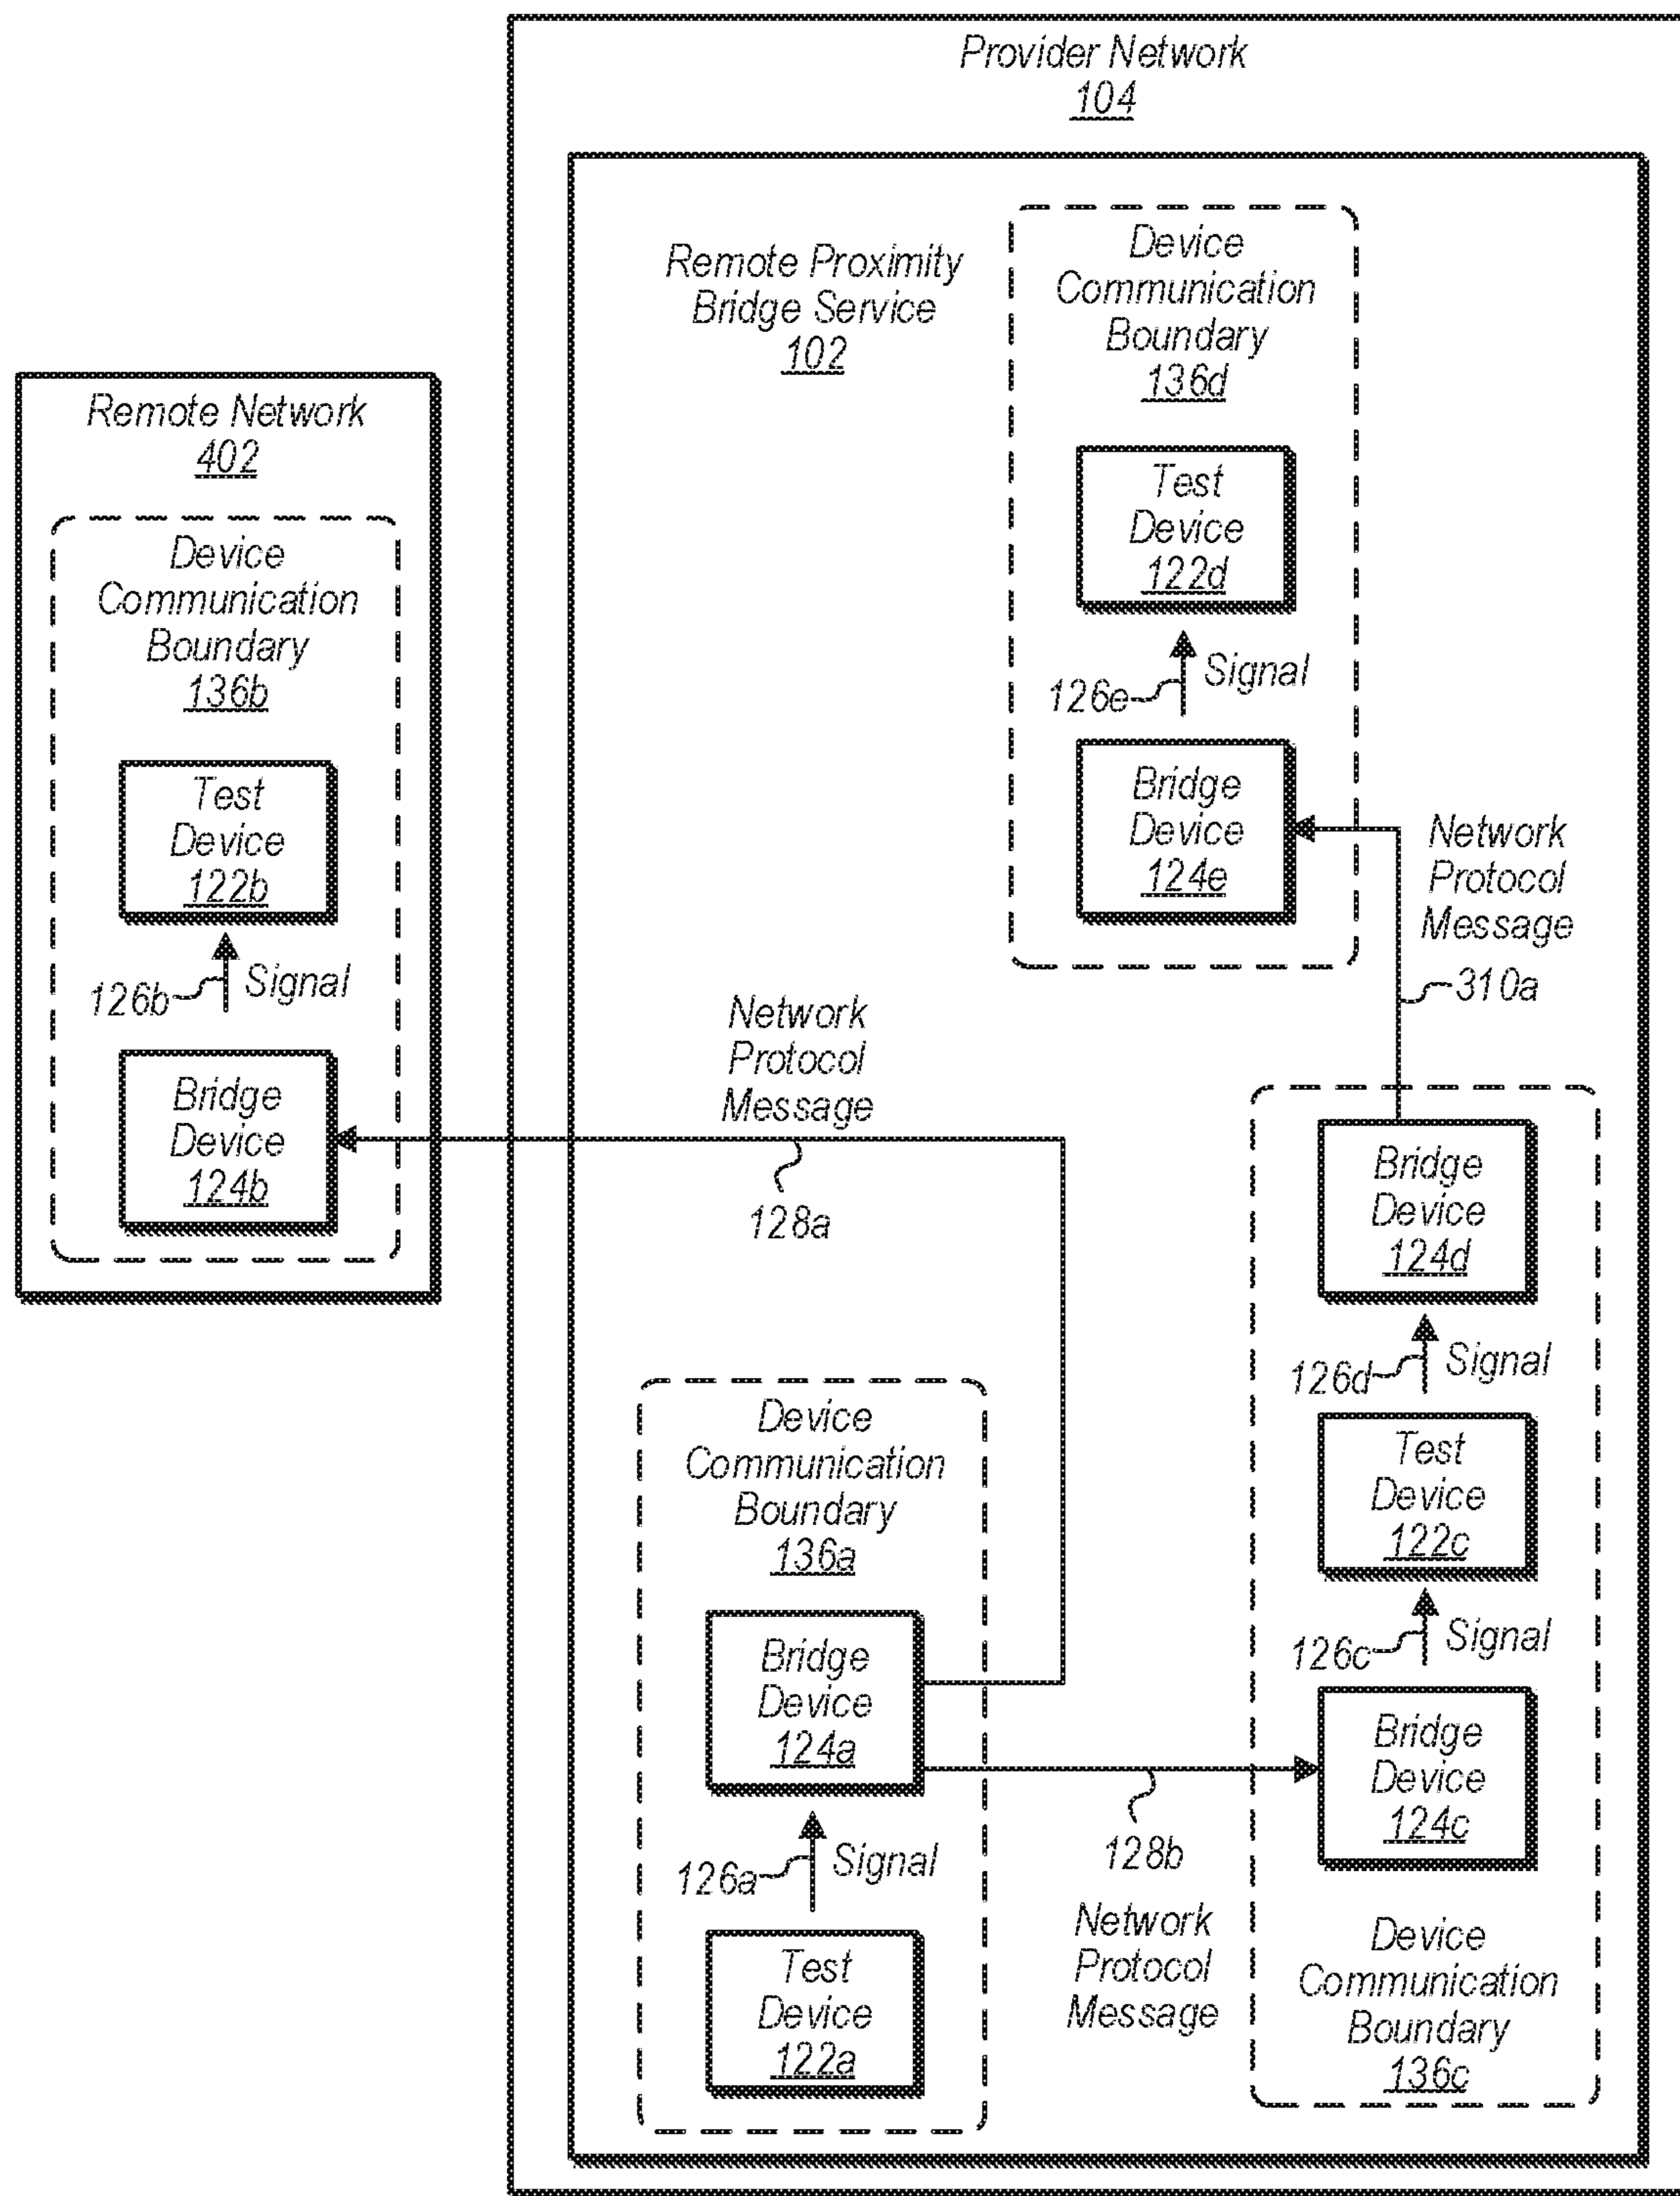 Provider Network
104
Remote Proximity
Bridge Service
102
Device
Communication
Boundary
136d
Test
Device
122d
126e
Signal
Bridge
Device
124e
Network
Protocol
Message
310a
Remote Network
402
Device
Communication
Boundary
136b
Test
Device
122b
126b
Signal
Bridge
Device
124b
Network
Protocol
Message
128a
Bridge
Device
124d
126d
Signal
Test
Device
122c
126c
Signal
Bridge
Device
124c
Device
Communication
Boundary
136c
Device
Communication
Boundary
136a
Bridge
Device
124a
126a
Signal
Test
Device
122a
128b
Network
Protocol
Message